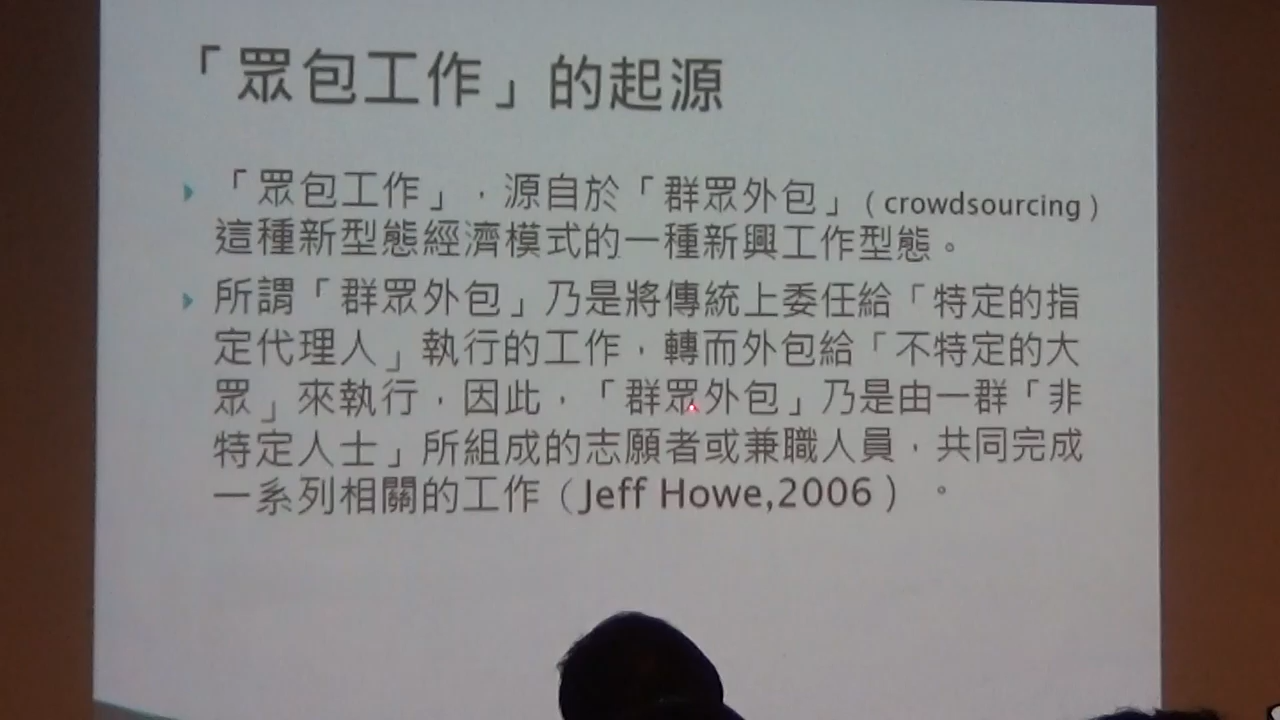 「眾包工作」的起源
「眾包工作」，源自於「群眾外包」（crowdsourcing）
這種新型態經濟模式的一種新興工作型態。
所謂「群眾外包」乃是將傳統上委任給「特定的指
定代理人」執行的工作，轉而外包給「不特定的大
眾」來執行，因此，「群眾外包」乃是由一群「非
特定人士」所組成的志願者或兼職人員，共同完成
一系列相關的工作（Jeff Howe,2006）。